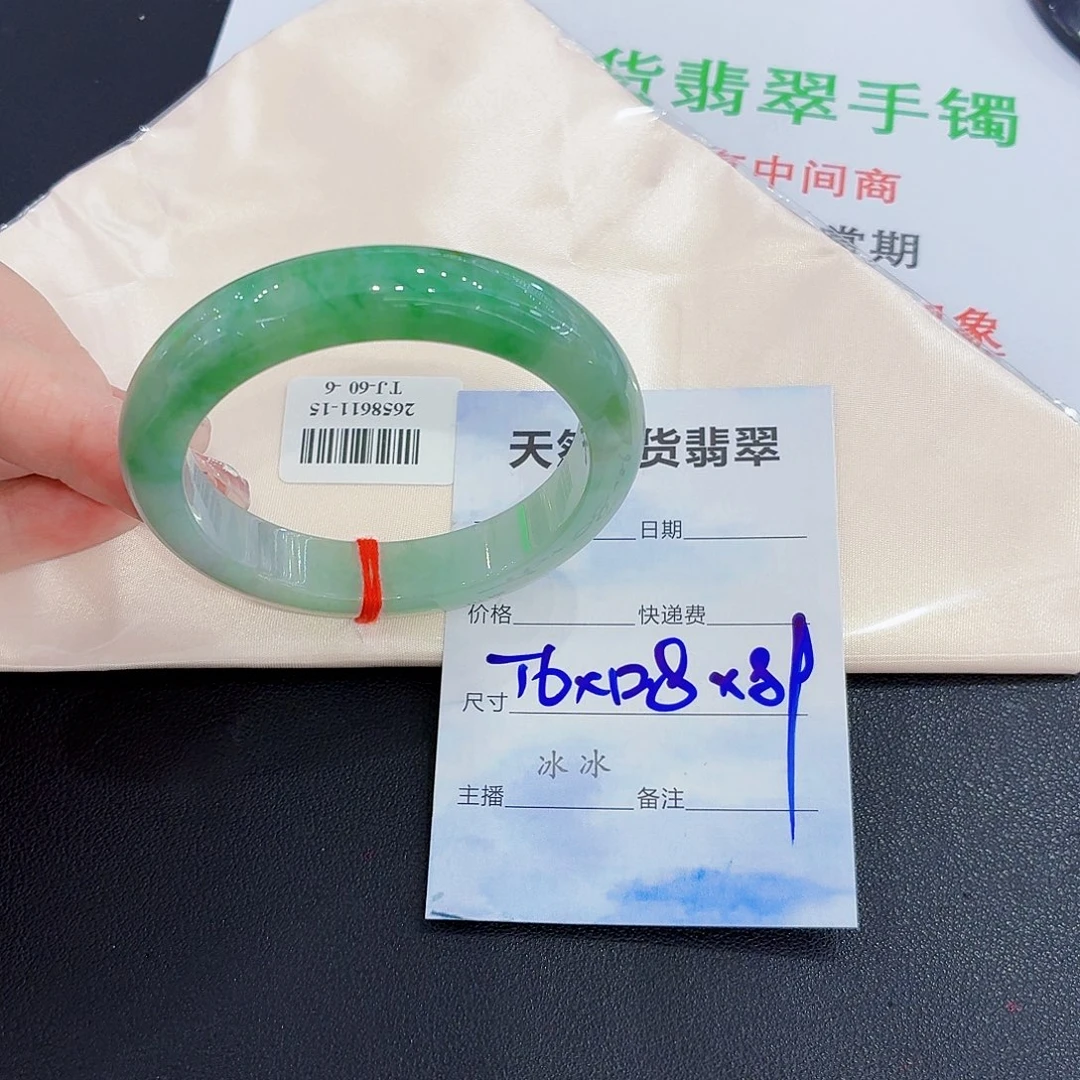 货翡翠手镯
中间商
期
象
TJ-60 -6
2658611-15
天 货翡翠
日期
价格 快递费
尺寸
冰冰
主播 备注